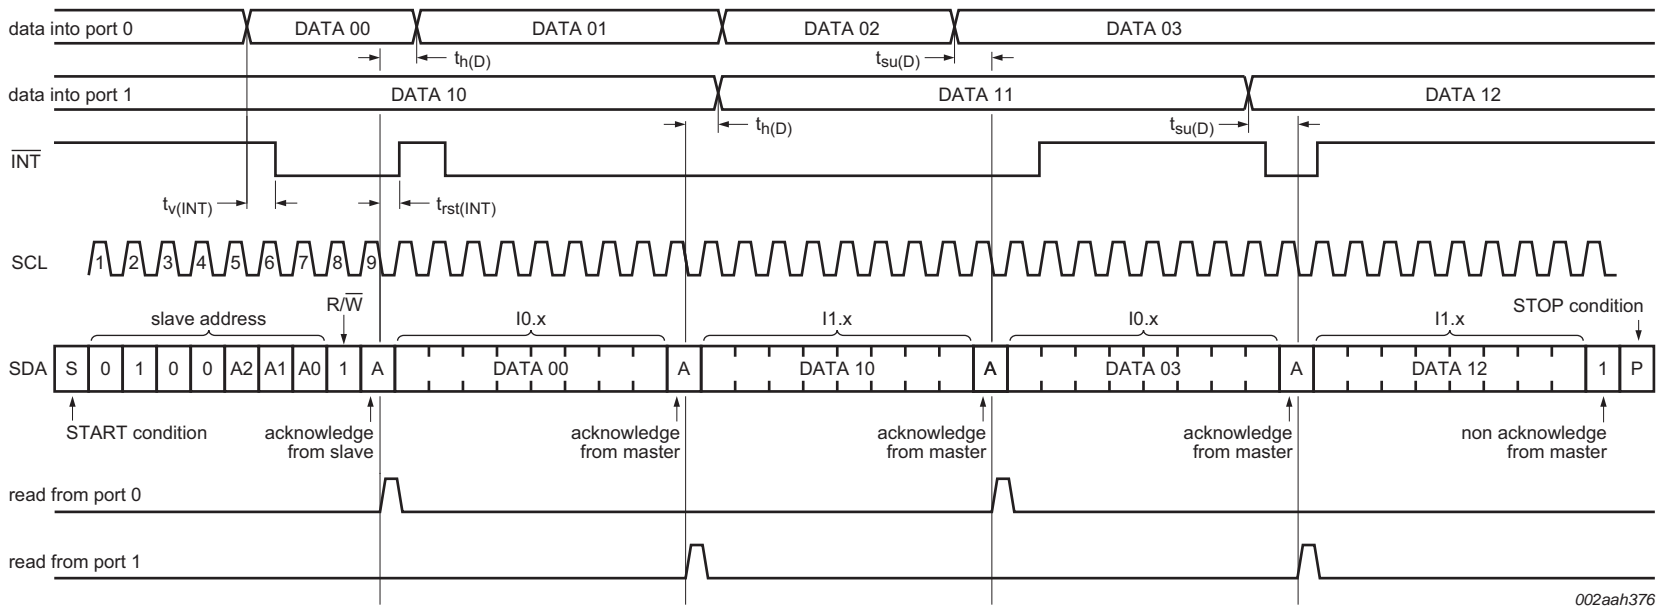 data into port 0 DATA 00 DATA 01 DATA 02 DATA 03
th(D) tsu(D)
data into port 1 DATA 10 DATA 11 DATA 12
th(D) tsu(D)
INT
tv(INT) trst(INT)
SCL 1 2 3 4 5 6 7 8 9
R/W STOP condition
slave address I0.x I1.x I0.x I1.x
SDA S 0 1 0 0 A2 A1 A0 1 A DATA 00 A DATA 10 A DATA 03 A DATA 12 1 P
START condition acknowledge acknowledge acknowledge acknowledge non acknowledge
from slave from master from master from master from master
read from port 0
read from port 1
002aah376